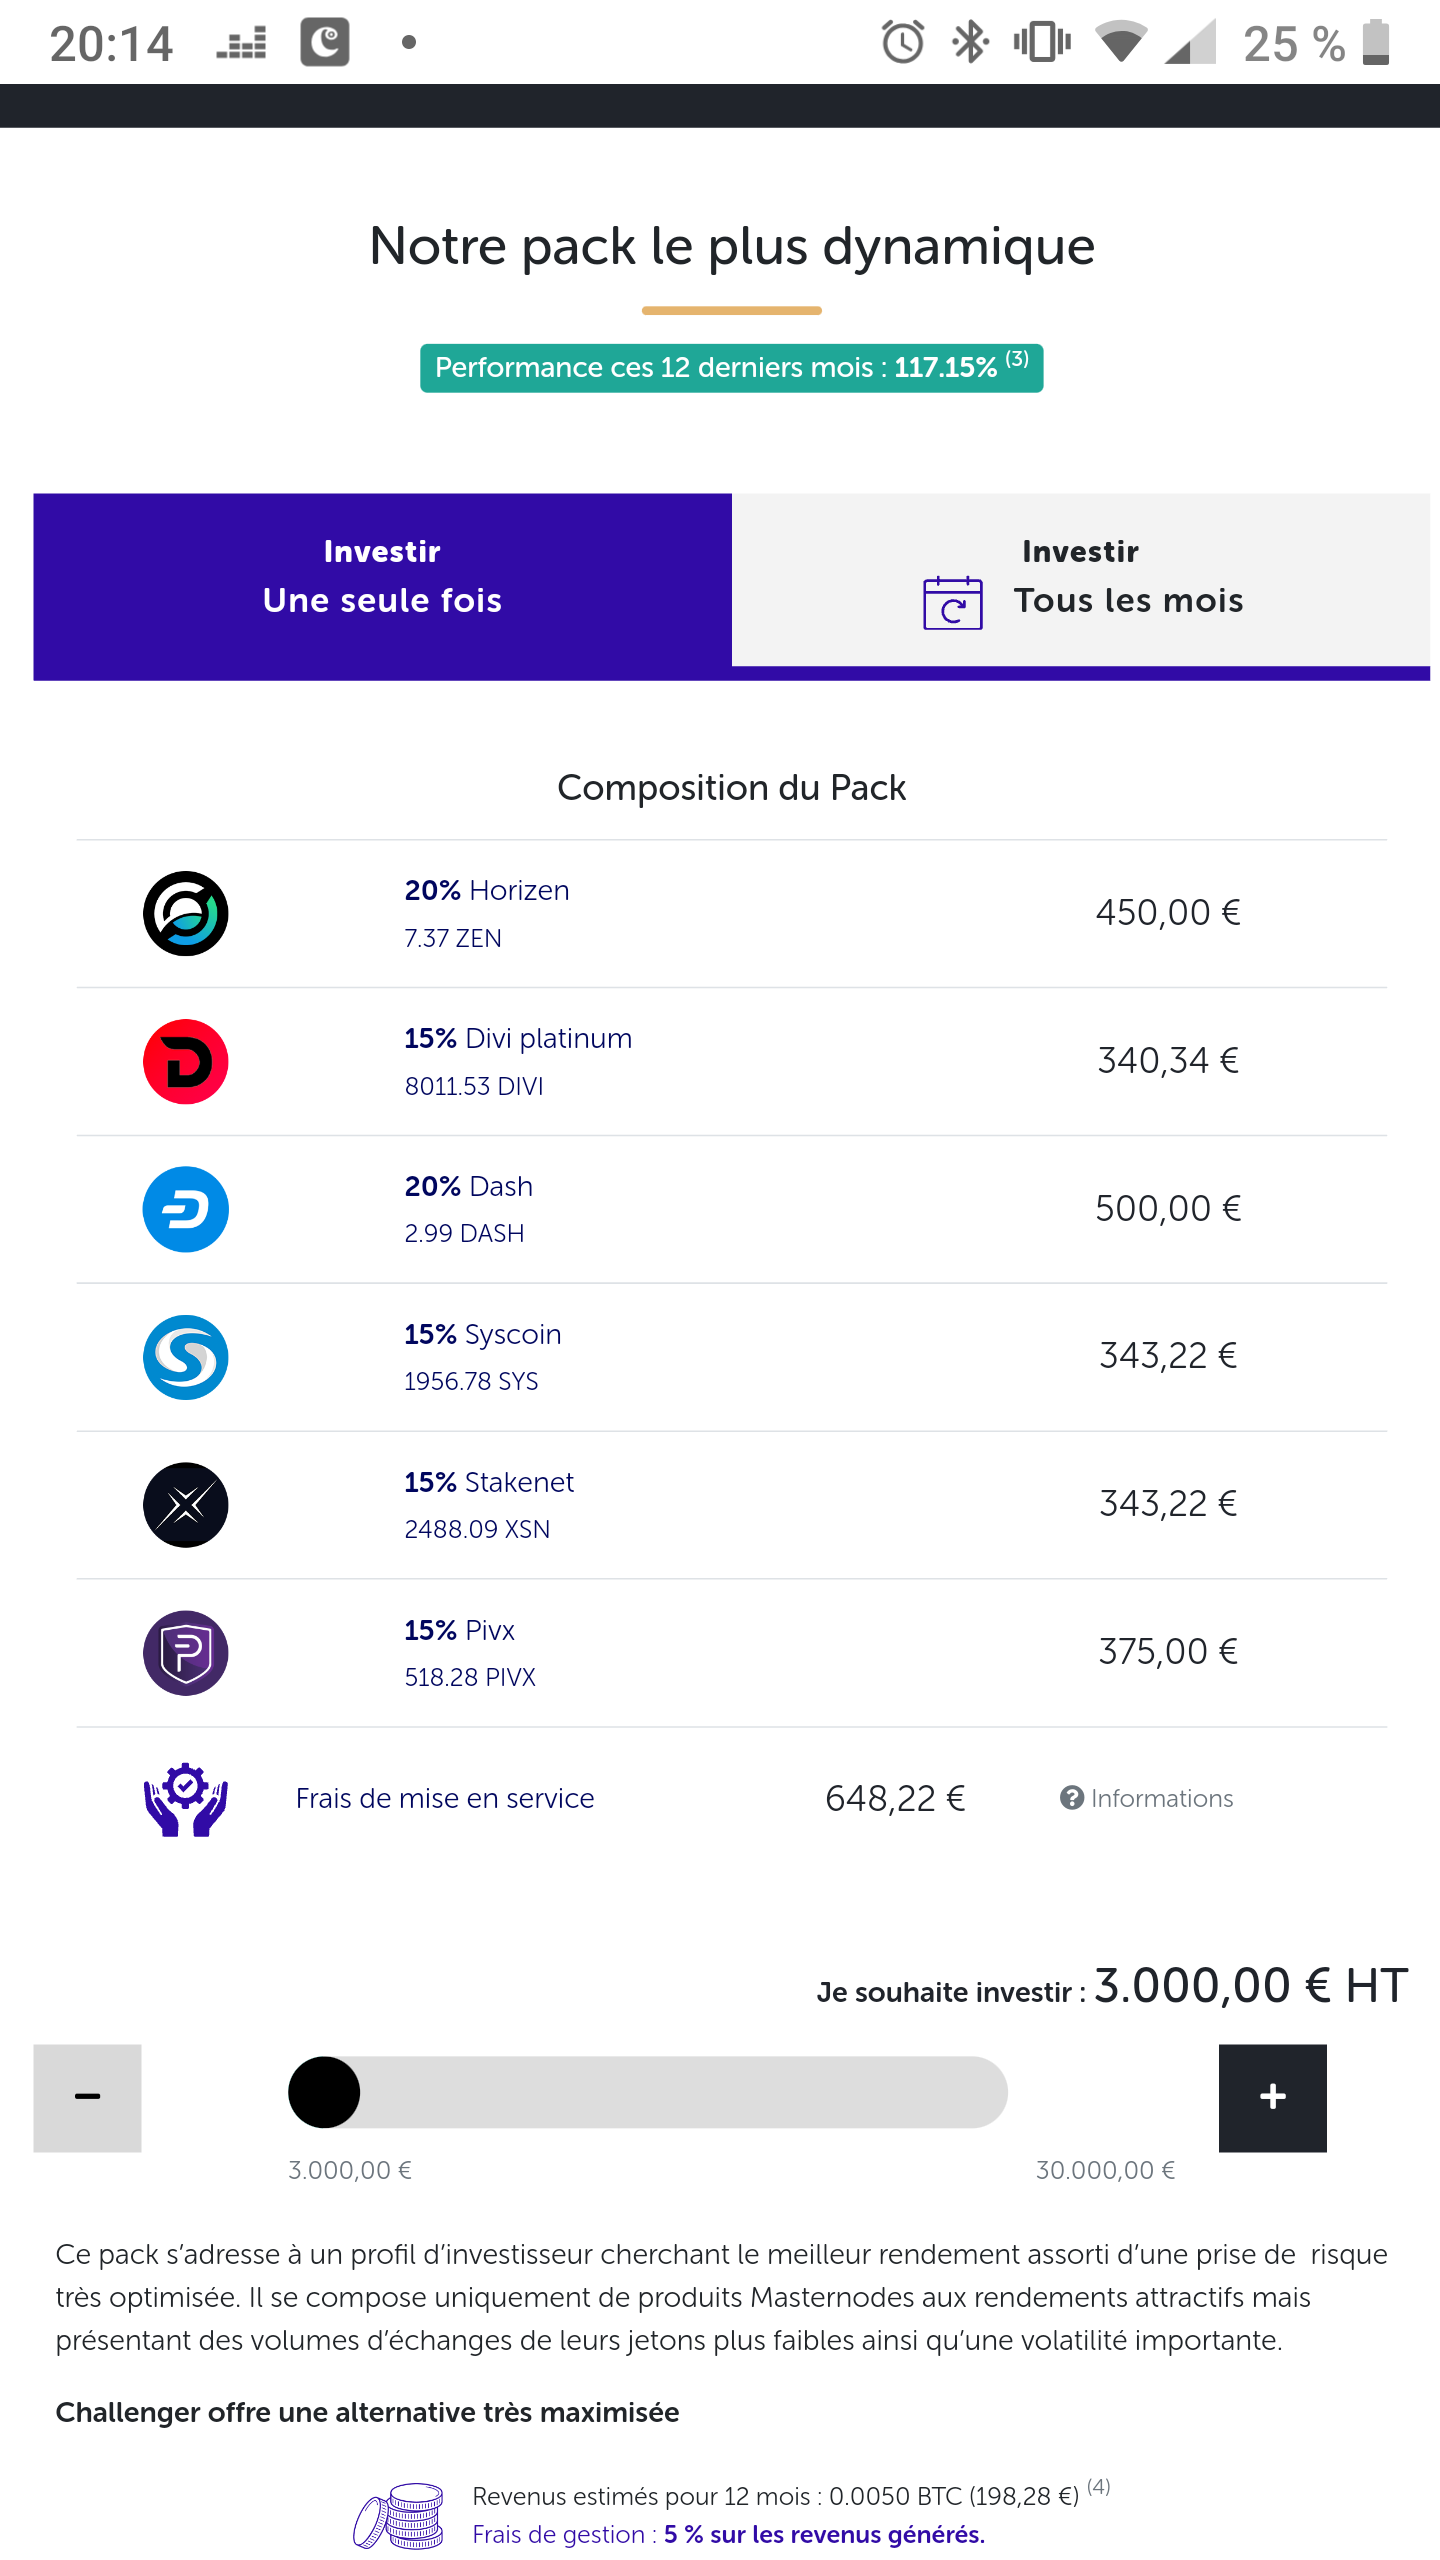 20:14
25 %
Notre pack le plus dynamique
Performance ces 12 derniers mois : 117.15% (3)
Investir
Une seule fois
Investir
Tous les mois
Composition du Pack
20% Horizen
7.37 ZEN
450,00 €
15% Divi platinum
8011.53 DIVI
340,34 €
20% Dash
2.99 DASH
500,00 €
15% Syscoin
1956.78 SYS
343,22 €
15% Stakenet
2488.09 XSN
343,22 €
15% Pivx
518.28 PIVX
375,00 €
Frais de mise en service
648,22 €
Informations
Je souhaite investir : 3.000,00 € HT
3.000,00 €
30.000,00 €
Ce pack s’adresse à un profil d’investisseur cherchant le meilleur rendement assorti d’une prise de risque
très optimisée. Il se compose uniquement de produits Masternodes aux rendements attractifs mais
présentant des volumes d’échanges de leurs jetons plus faibles ainsi qu’une volatilité importante.
Challenger offre une alternative très maximisée
Revenus estimés pour 12 mois : 0.0050 BTC (198,28 €) (4)
Frais de gestion : 5 % sur les revenus générés.